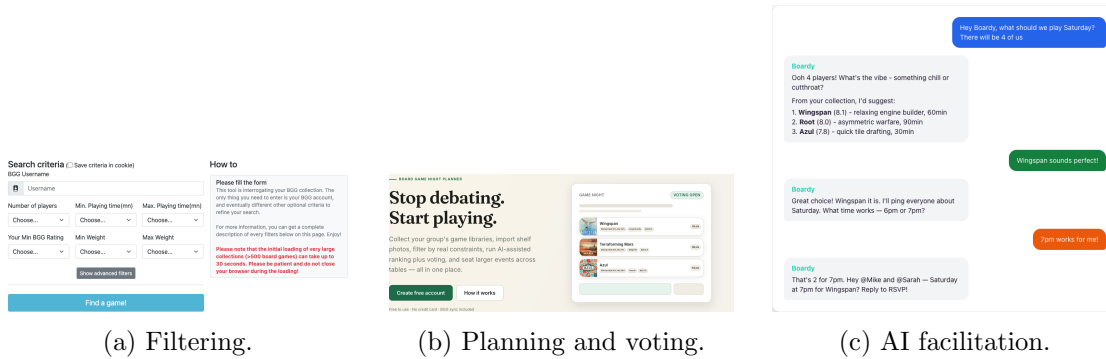 Search criteria (Save criteria in cookie)
BGG Username
Username
Number of players Min. Playing time(mn) Max. Playing time(mn)
Choose... Choose... Choose...
Your Min BGG Rating Min Weight Max Weight
Choose... Choose... Choose...
Show advanced filters
Find a game!
How to
Please fill the form
This tool is interrogating your BGG collection. The
only thing you need to enter is your BGG account,
and eventually different other optional criteria to
refine your search.
For more information, you can get a complete
description of every filters below on this page. Enjoy!
Please note that the initial loading of very large
collections (>500 board games) can take up to
30 seconds. Please be patient and do not close
your browser during the loading!
(a) Filtering.
BOARD GAME NIGHT PLANNER
Stop debating.
Start playing.
Collect your group's game libraries, import shelf
photos, filter by real constraints, run AI-assisted
ranking plus voting, and seat larger events across
tables — all in one place.
Create free account How it works
Free to use · No credit card · BGG sync included
GAME NIGHT VOTING OPEN
Wingspan
Terraforming Mars
Azul
(b) Planning and voting.
Hey Boardy, what should we play Saturday?
There will be 4 of us
Boardy
Ooh 4 players! What's the vibe - something chill or
cutthroat?
From your collection, I'd suggest:
1. Wingspan (8.1) - relaxing engine builder, 60min
2. Root (8.0) - asymmetric warfare, 90min
3. Azul (7.8) - quick tile drafting, 30min
Wingspan sounds perfect!
Boardy
Great choice! Wingspan it is. I'll ping everyone about
Saturday. What time works — 6pm or 7pm?
7pm works for me!
Boardy
That's 2 for 7pm. Hey @Mike and @Sarah — Saturday
at 7pm for Wingspan? Reply to RSVP!
(c) AI facilitation.